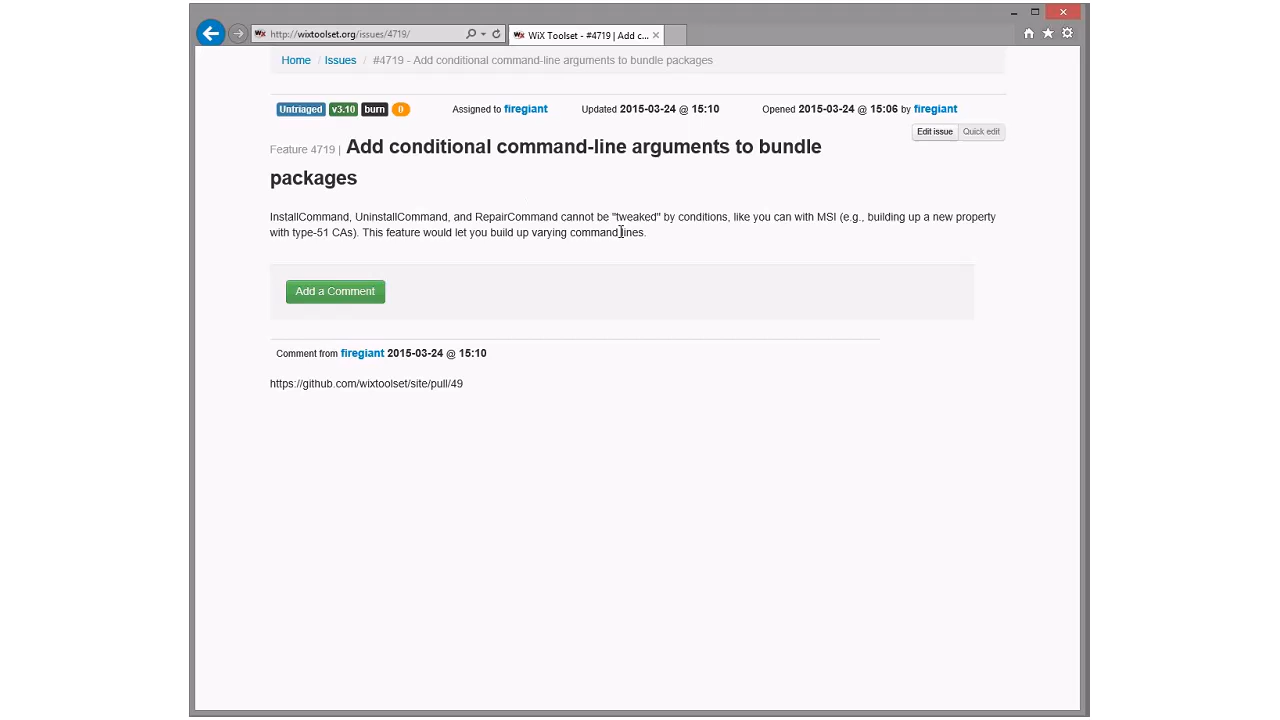 http://wixtoolset.org/issues/4719/
WiX Toolset - #4719 | Add c...
Home / Issues / #4719 - Add conditional command-line arguments to bundle packages
Untriaged v3.10 burn 0 Assigned to firegiant Updated 2015-03-24 @ 15:10 Opened 2015-03-24 @ 15:06 by firegiant
Edit issue Quick edit
Feature 4719 | Add conditional command-line arguments to bundle
packages
InstallCommand, UninstallCommand, and RepairCommand cannot be "tweaked" by conditions, like you can with MSI (e.g., building up a new property
with type-51 CAs). This feature would let you build up varying command lines.
Add a Comment
Comment from firegiant 2015-03-24 @ 15:10
https://github.com/wixtoolset/site/pull/49